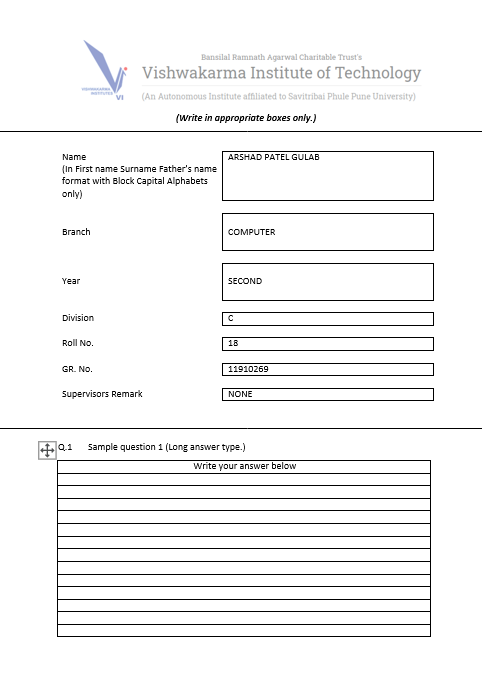 Bansilal Ramnath Agarwal Charitable Trust's
Vishwakarma Institute of Technology
(An Autonomous Institute affiliated to Savitribai Phule Pune University)
VISHWAKARMA
INSTITUTES
VI
(Write in appropriate boxes only.)
Name
(In First name Surname Father's name
format with Block Capital Alphabets
only)
ARSHAD PATEL GULAB
Branch
COMPUTER
Year
SECOND
Division
C
Roll No.
18
GR. No.
11910269
Supervisors Remark
NONE
Q.1 Sample question 1 (Long answer type.)
Write your answer below